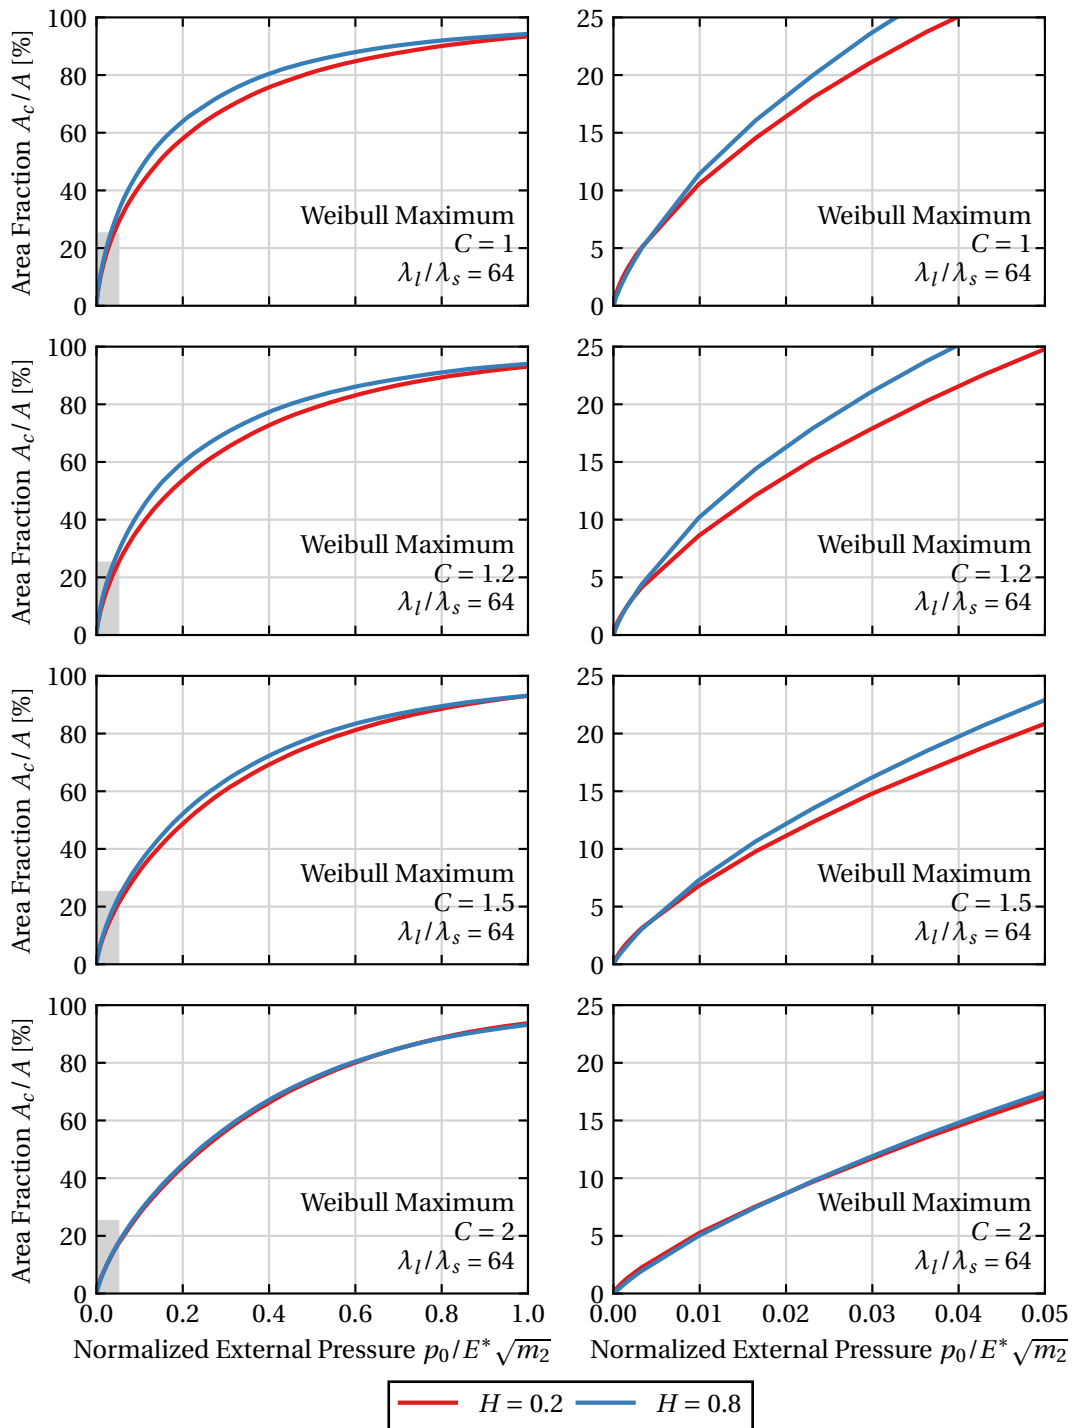 100
80
60
40
20
0
Area Fraction A_c / A [%]
Weibull Maximum
C = 1
λ_l / λ_s = 64
25
20
15
10
5
0
Weibull Maximum
C = 1
λ_l / λ_s = 64
100
80
60
40
20
0
Area Fraction A_c / A [%]
Weibull Maximum
C = 1.2
λ_l / λ_s = 64
25
20
15
10
5
0
Weibull Maximum
C = 1.2
λ_l / λ_s = 64
100
80
60
40
20
0
Area Fraction A_c / A [%]
Weibull Maximum
C = 1.5
λ_l / λ_s = 64
25
20
15
10
5
0
Weibull Maximum
C = 1.5
λ_l / λ_s = 64
100
80
60
40
20
0
Area Fraction A_c / A [%]
Weibull Maximum
C = 2
λ_l / λ_s = 64
0.0 0.2 0.4 0.6 0.8 1.0
Normalized External Pressure p_0 / E* √m_2
25
20
15
10
5
0
Weibull Maximum
C = 2
λ_l / λ_s = 64
0.00 0.01 0.02 0.03 0.04 0.05
Normalized External Pressure p_0 / E* √m_2
H = 0.2 H = 0.8